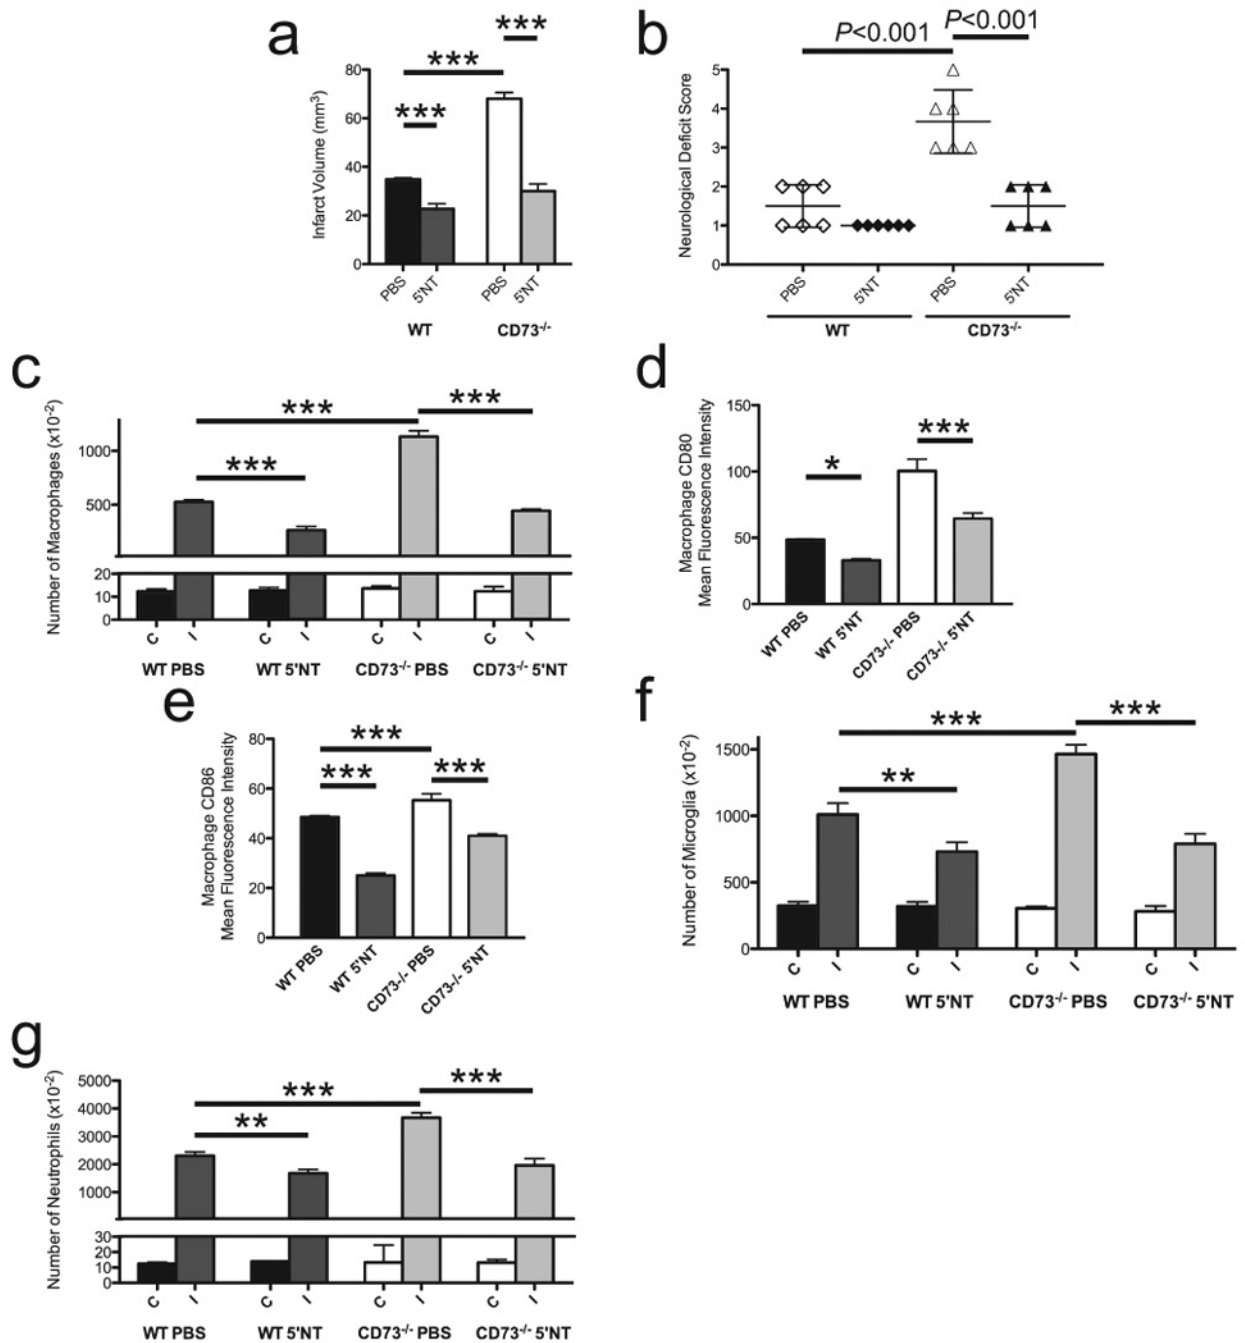 a
***
***
***
Infarct Volume (mm³)
80
60
40
20
0
PBS
5'NT
PBS
5'NT
WT
CD73-/-
b
P<0.001
P<0.001
Neurological Deficit Score
5
4
3
2
1
0
PBS
5'NT
PBS
5'NT
WT
CD73-/-
c
***
***
***
Number of Macrophages (x10-2)
1000
500
20
10
0
C
I
C
I
C
I
C
I
WT PBS
WT 5'NT
CD73-/- PBS
CD73-/- 5'NT
d
***
*
Macrophage CD80
Mean Fluorescence Intensity
150
100
50
0
WT PBS
WT 5'NT
CD73-/- PBS
CD73-/- 5'NT
e
***
***
***
Macrophage CD86
Mean Fluorescence Intensity
80
60
40
20
0
WT PBS
WT 5'NT
CD73-/- PBS
CD73-/- 5'NT
f
***
***
**
Number of Microglia (x10-2)
1500
1000
500
0
C
I
C
I
C
I
C
I
WT PBS
WT 5'NT
CD73-/- PBS
CD73-/- 5'NT
g
***
***
**
Number of Neutrophils (x10-2)
5000
4000
3000
2000
1000
30
20
10
0
C
I
C
I
C
I
C
I
WT PBS
WT 5'NT
CD73-/- PBS
CD73-/- 5'NT